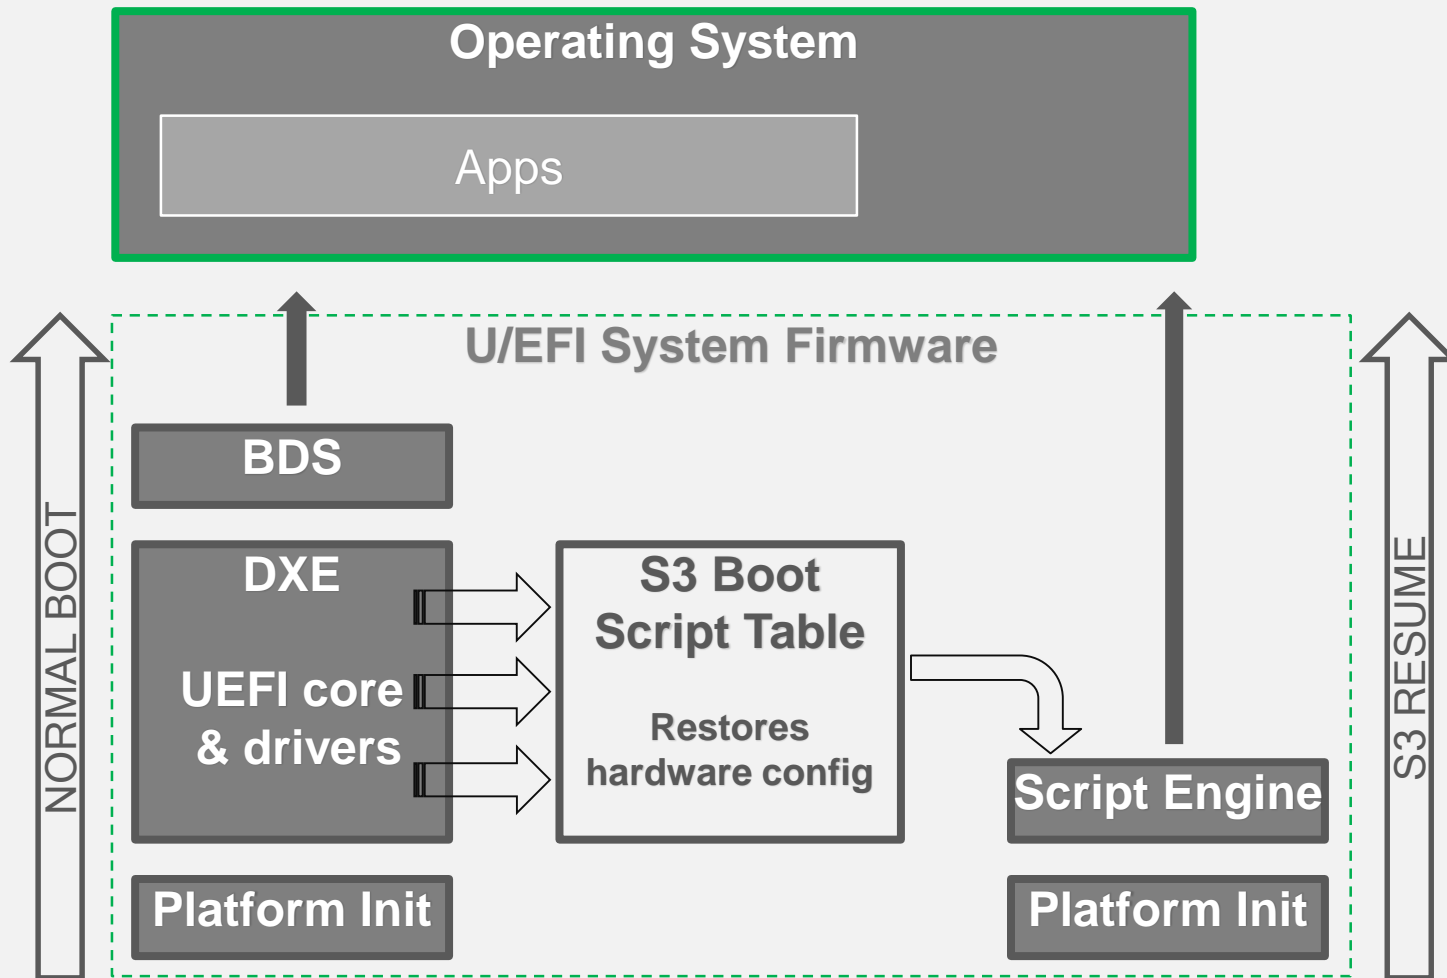 Operating System
Apps
U/EFI System Firmware
NORMAL BOOT
BDS
DXE
UEFI core
& drivers
Platform Init
S3 Boot
Script Table
Restores
hardware config
Script Engine
Platform Init
S3 RESUME